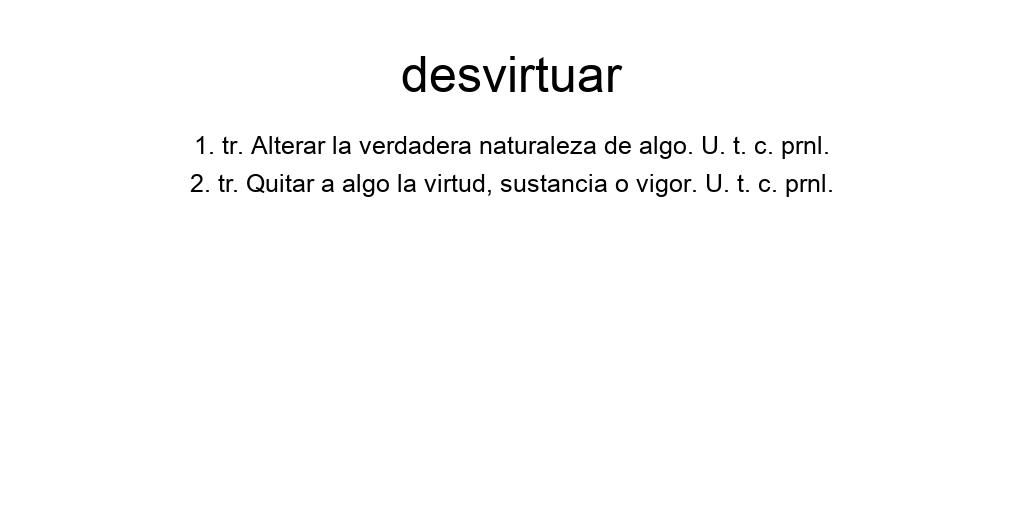 desvirtuar
1. tr. Alterar la verdadera naturaleza de algo. U. t. c. prnl.
2. tr. Quitar a algo la virtud, sustancia o vigor. U. t. c. prnl.